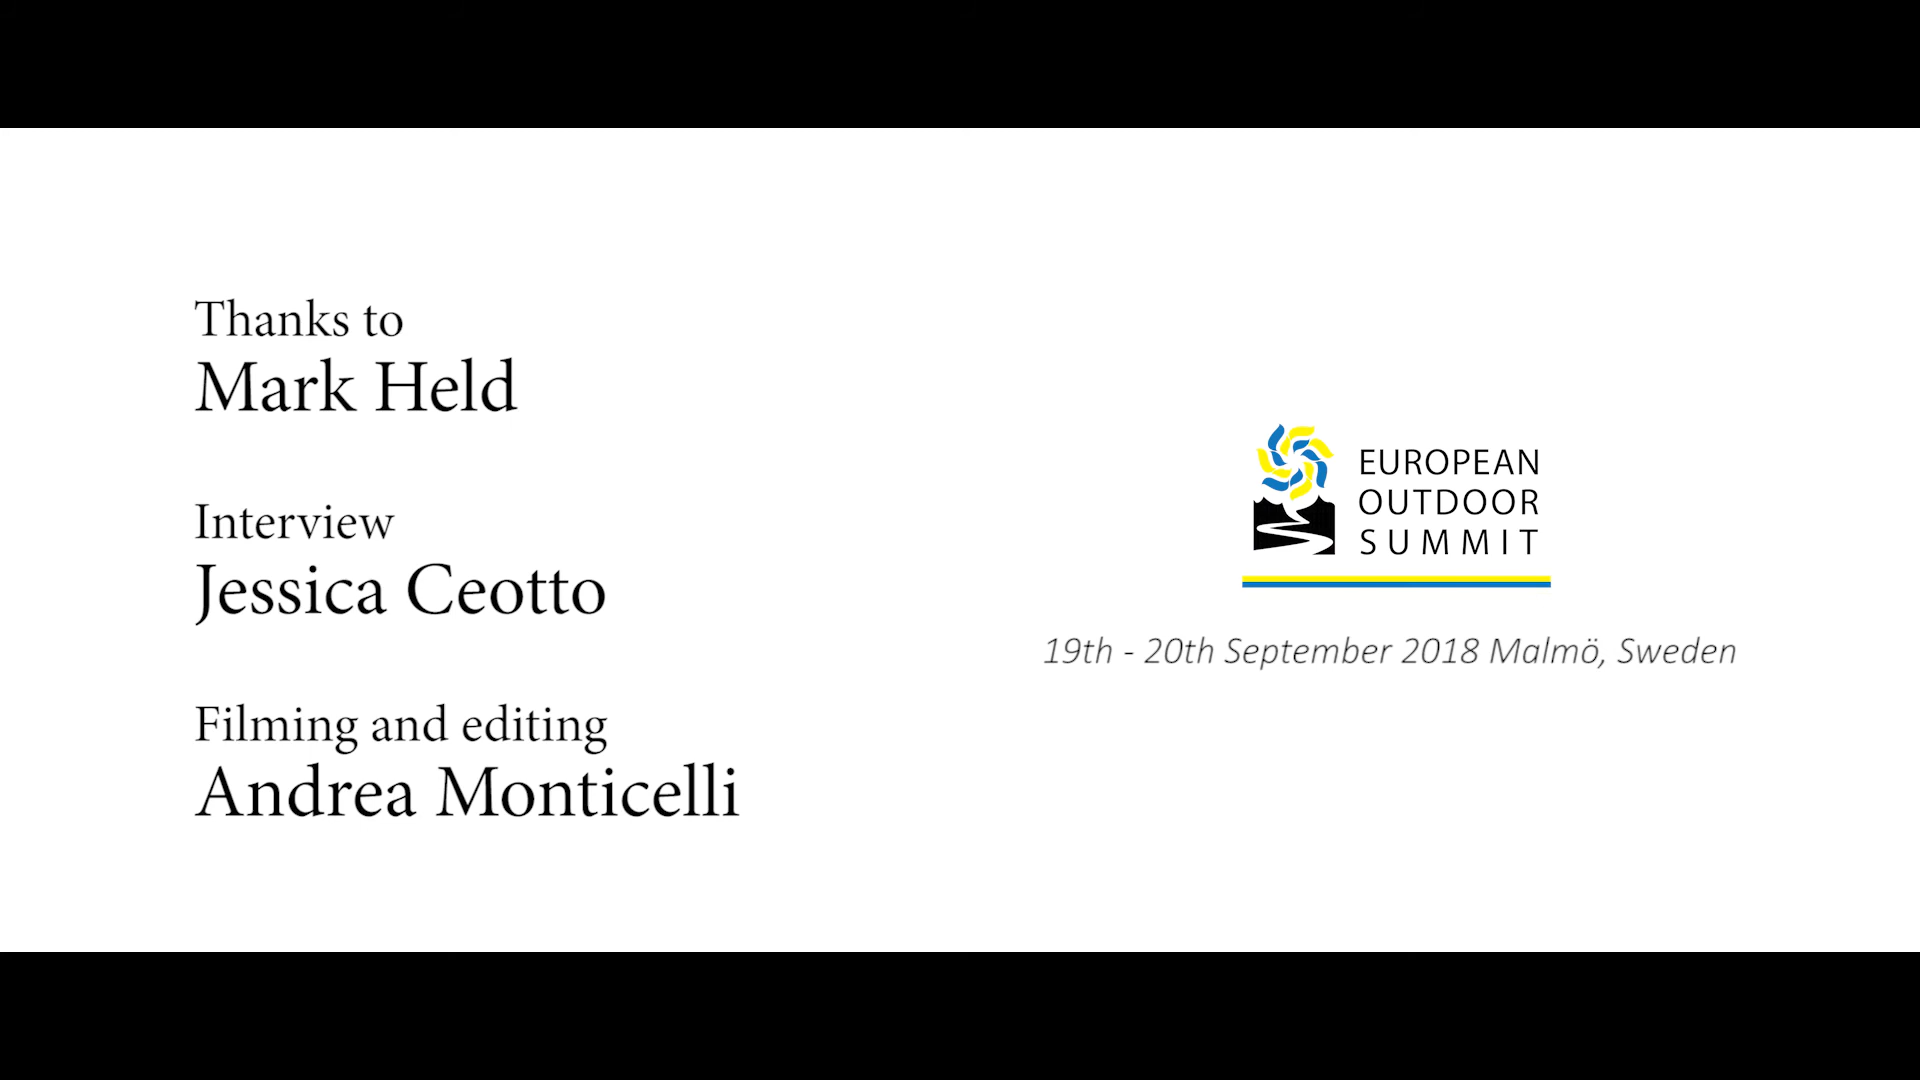 Thanks to
Mark Held
Interview
Jessica Ceotto
Filming and editing
Andrea Monticelli
EUROPEAN
OUTDOOR
SUMMIT
19th - 20th September 2018 Malmö, Sweden